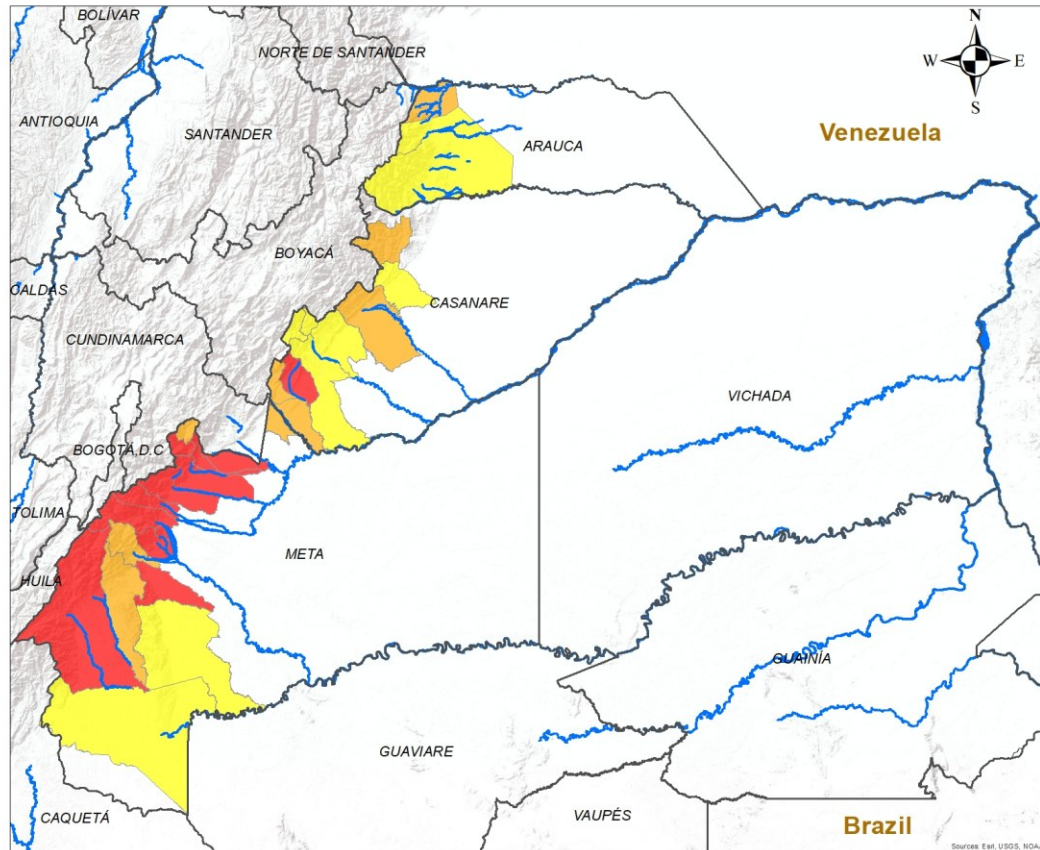 BOLÍVAR
N
NORTE DE SANTANDER
W
E
S
ANTIOQUIA
SANTANDER
ARAUCA
Venezuela
BOYACÁ
CALDAS
CASANARE
CUNDINAMARCA
VICHADA
BOGOTÁ,D.C
TOLIMA
META
HUILA
GUAINÍA
GUAVIARE
CAQUETÁ
VAUPÉS
Brazil
Sources: Esri, USGS, NOAA